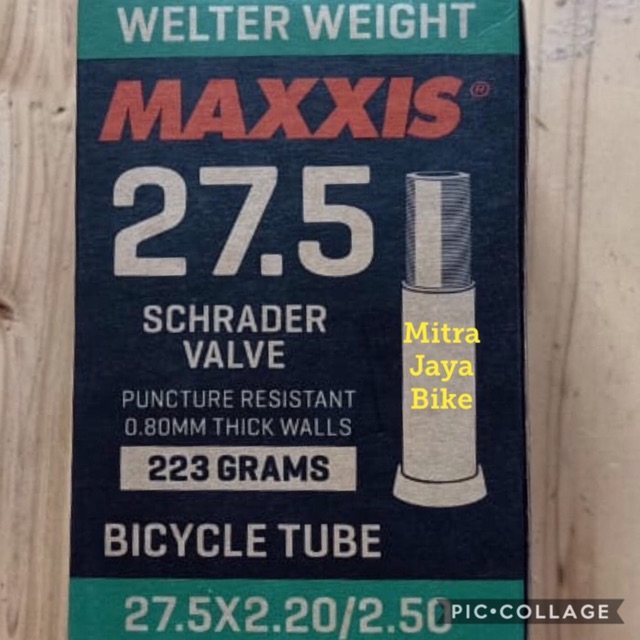 WELTER WEIGHT
MAXXIS®
27.5
SCHRADER
VALVE
Mitra
Jaya
Bike
PUNCTURE RESISTANT
0.80MM THICK WALLS
223 GRAMS
BICYCLE TUBE
27.5X2.20/2.50
PIC•COLLAGE